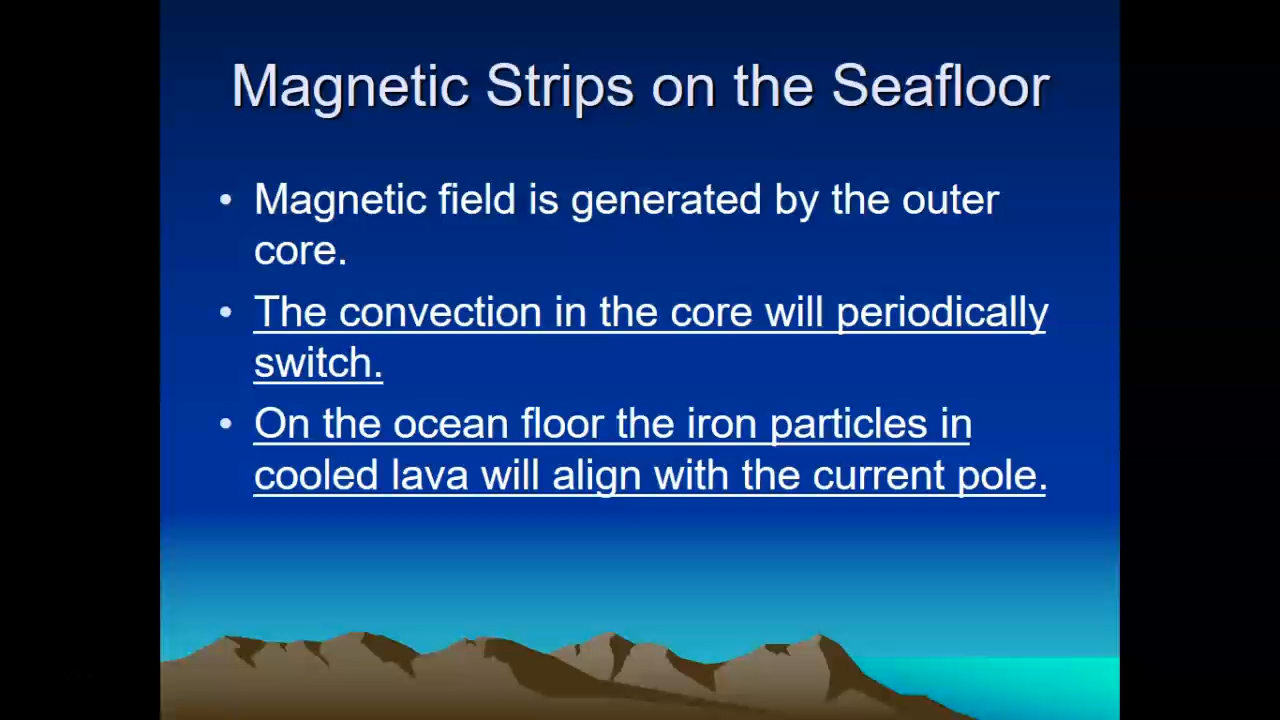 Magnetic Strips on the Seafloor
• Magnetic field is generated by the outer
core.
• The convection in the core will periodically
switch.
• On the ocean floor the iron particles in
cooled lava will align with the current pole.